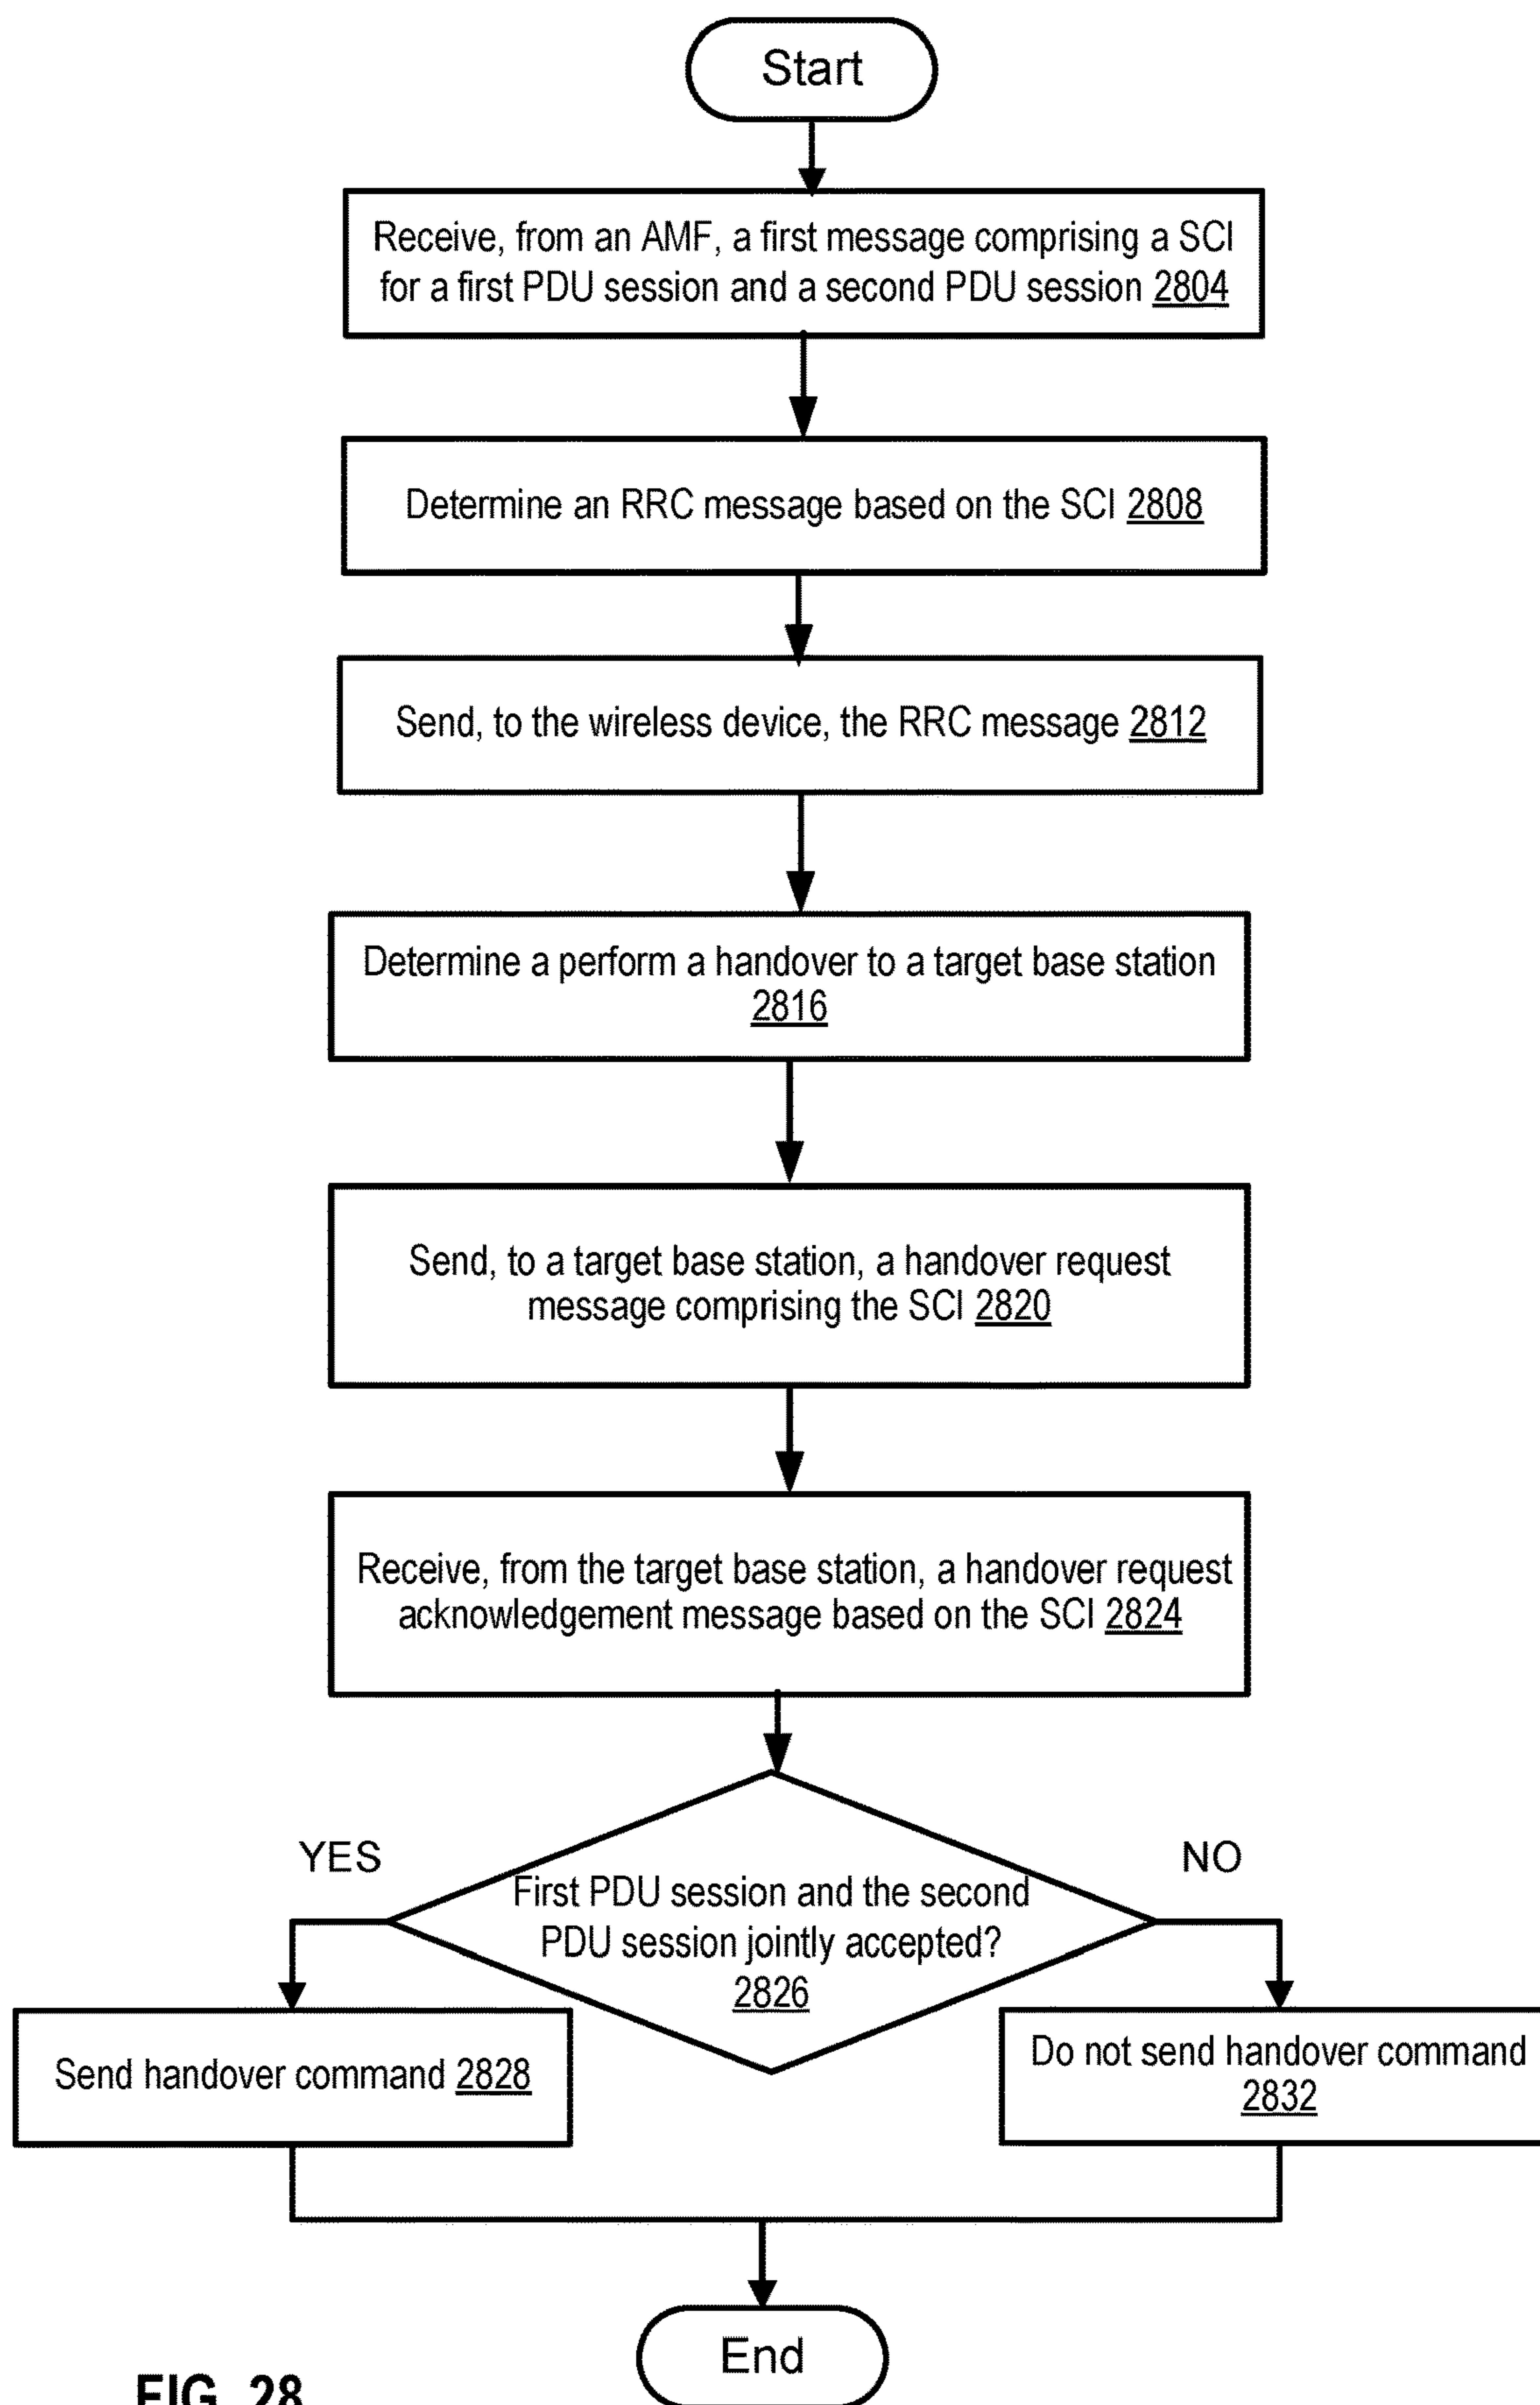 Start
Receive, from an AMF, a first message comprising a SCI
for a first PDU session and a second PDU session 2804
Determine an RRC message based on the SCI 2808
Send, to the wireless device, the RRC message 2812
Determine a perform a handover to a target base station
2816
Send, to a target base station, a handover request
message comprising the SCI 2820
Receive, from the target base station, a handover request
acknowledgement message based on the SCI 2824
YES
NO
First PDU session and the second
PDU session jointly accepted?
2826
Send handover command 2828
Do not send handover command
2832
End
FIG. 28